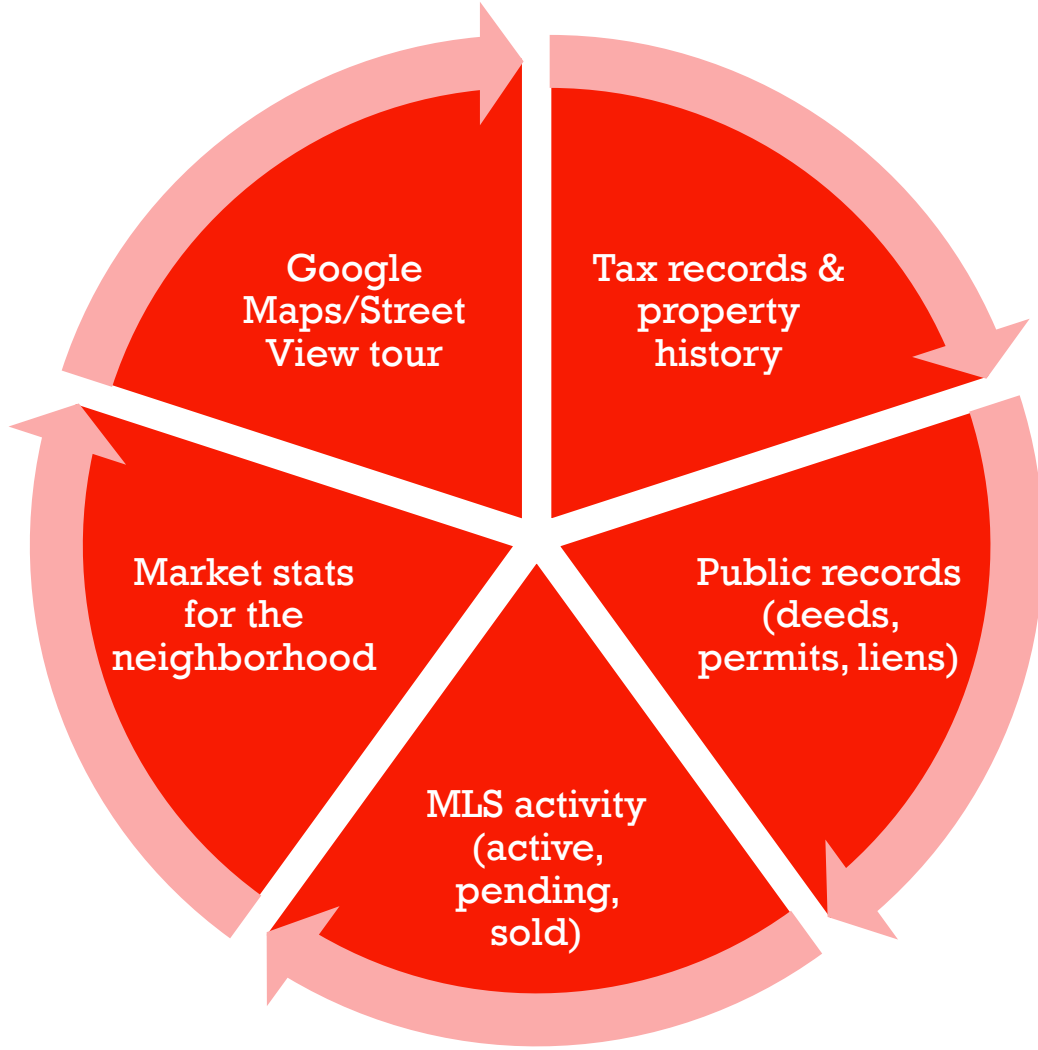 Tax records &
property
history
Public records
(deeds,
permits, liens)
MLS activity
(active,
pending,
sold)
Market stats
for the
neighborhood
Google
Maps/Street
View tour